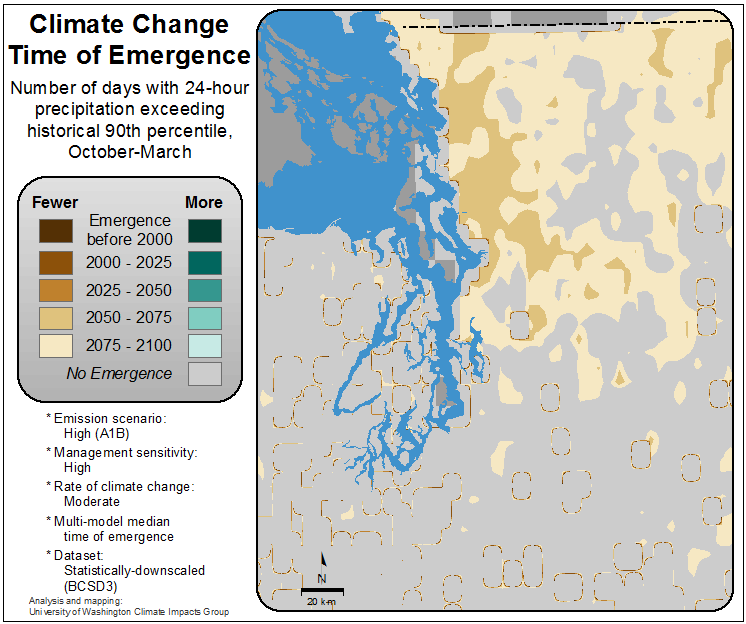 Climate Change
Time of Emergence
Number of days with 24-hour
precipitation exceeding
historical 90th percentile,
October-March
Fewer More
Emergence
before 2000
2000 - 2025
2025 - 2050
2050 - 2075
2075 - 2100
No Emergence
* Emission scenario:
High (A1B)
* Management sensitivity:
High
* Rate of climate change:
Moderate
* Multi-model median
time of emergence
* Dataset:
Statistically-downscaled
(BCSD3)
Analysis and mapping:
University of Washington Climate Impacts Group
N
20 km